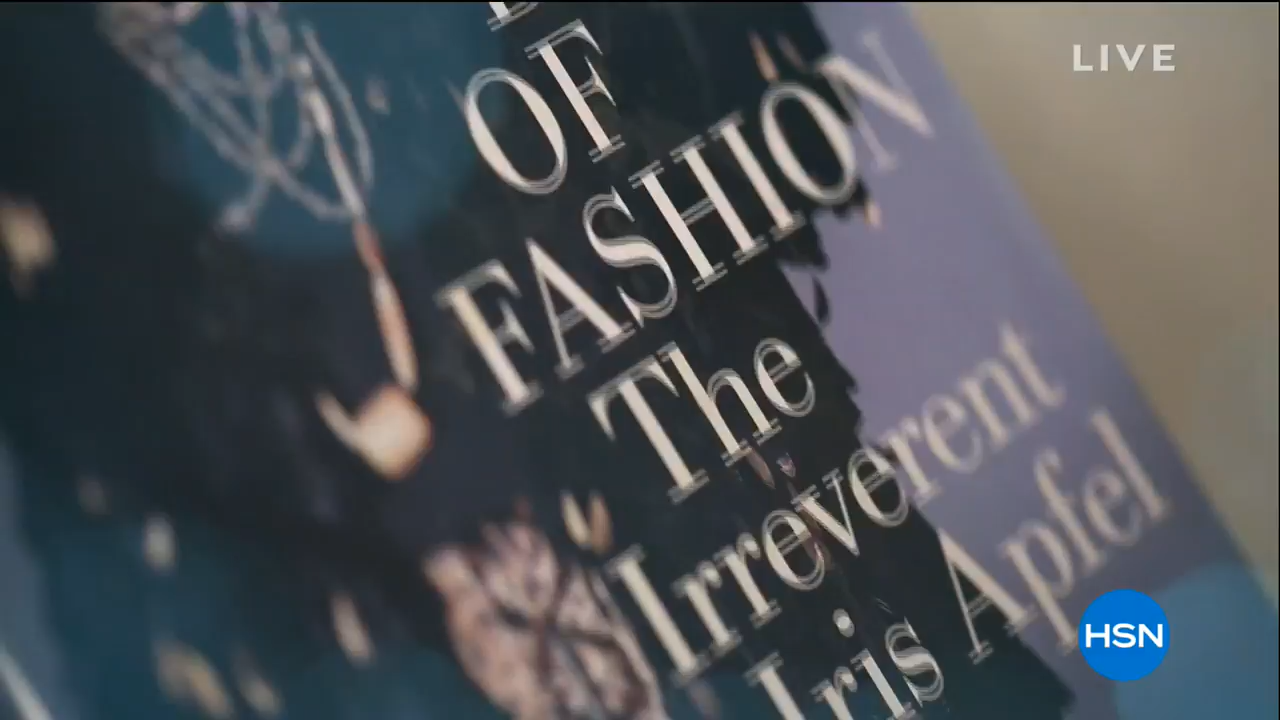 LIVE
OF
FASHION
The
Irreverent
Iris Apfel
HSN